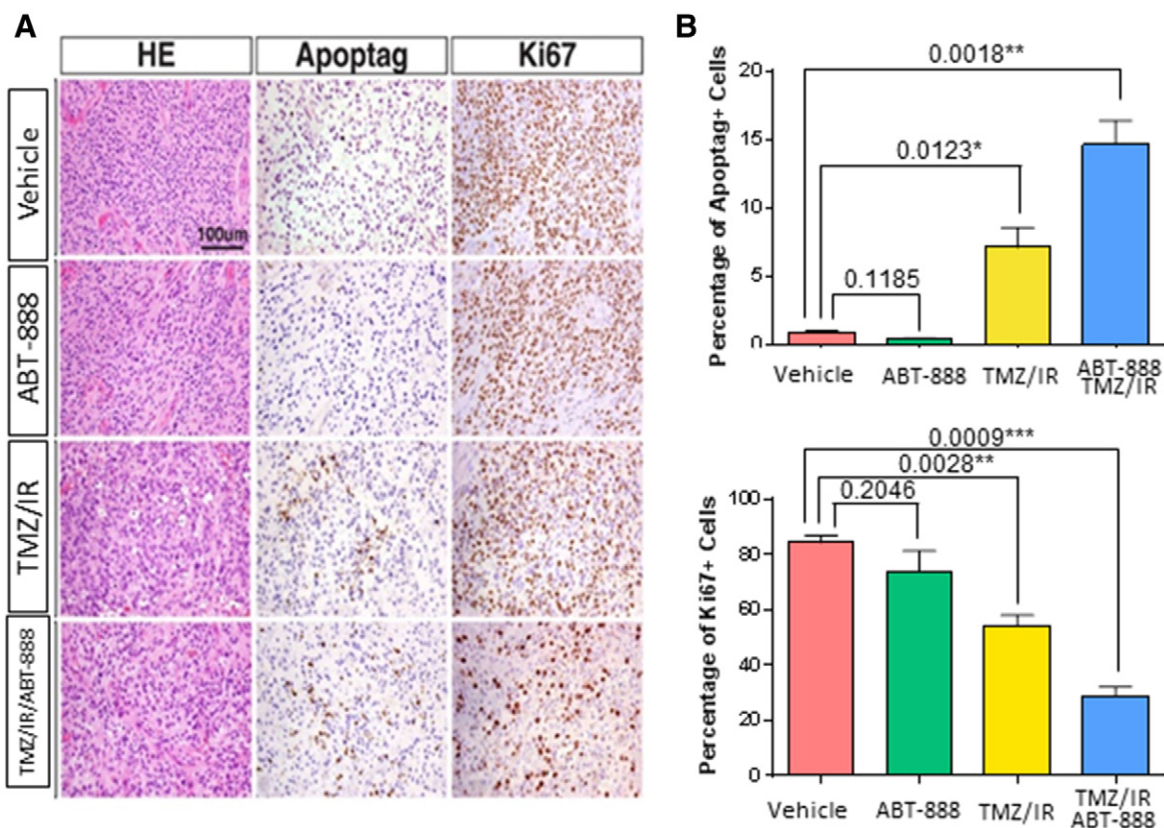 A
HE
Apoptag
Ki67
Vehicle
100um
ABT-888
TMZ/IR
TMZ/IR/ABT-888
B
Percentage of Apoptag+ Cells
20
15
10
5
0
0.0018**
0.0123*
0.1185
Vehicle
ABT-888
TMZ/IR
ABT-888
TMZ/IR
Percentage of Ki67+ Cells
100
80
60
40
20
0
0.0009***
0.0028**
0.2046
Vehicle
ABT-888
TMZ/IR
TMZ/IR
ABT-888